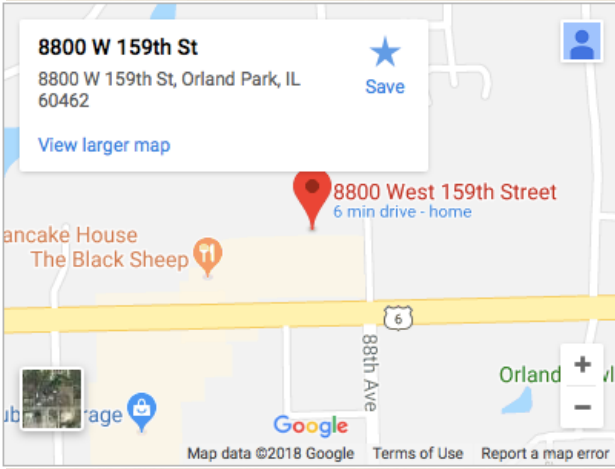 8800 W 159th St
8800 W 159th St, Orland Park, IL
60462
Save
View larger map
8800 West 159th Street
6 min drive - home
ancake House
The Black Sheep
6
88th Ave
Orland
ub
rage
Google
Map data ©2018 Google
Terms of Use
Report a map error